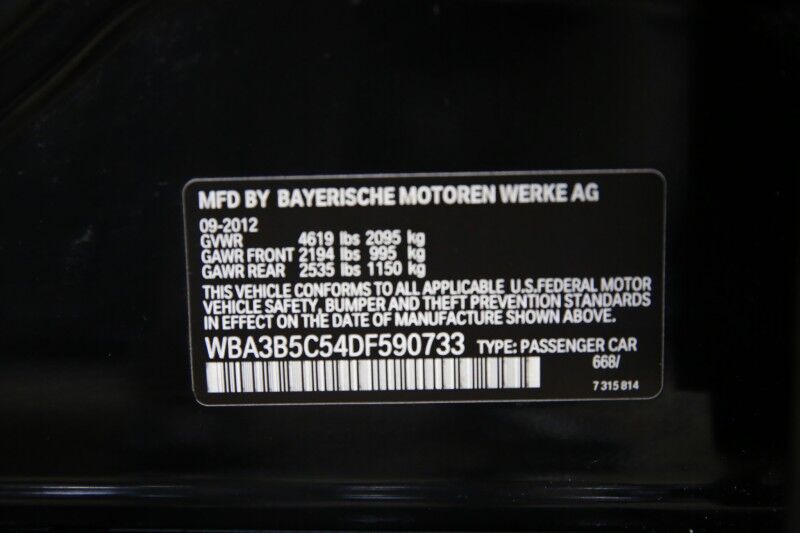 MFD BY BAYERISCHE MOTOREN WERKE AG
09-2012
GVWR 4619 lbs 2095 kg
GAWR FRONT 2194 lbs 995 kg
GAWR REAR 2535 lbs 1150 kg
THIS VEHICLE CONFORMS TO ALL APPLICABLE U.S.FEDERAL MOTOR
VEHICLE SAFETY, BUMPER AND THEFT PREVENTION STANDARDS
IN EFFECT ON THE DATE OF MANUFACTURE SHOWN ABOVE.
WBA3B5C54DF590733 TYPE: PASSENGER CAR
668/
7 315 814